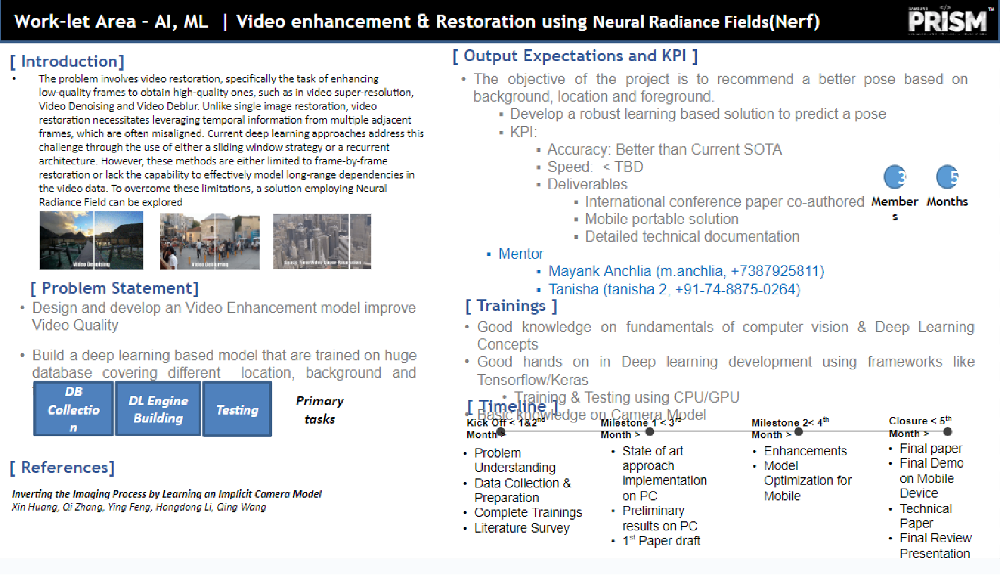 Work-let Area – AI, ML | Video enhancement & Restoration using Neural Radiance Fields(Nerf)
SAMSUNG
PRISM™
[ Introduction]
• The problem involves video restoration, specifically the task of enhancing
low-quality frames to obtain high-quality ones, such as in video super-resolution,
Video Denoising and Video Deblur. Unlike single image restoration, video
restoration necessitates leveraging temporal information from multiple adjacent
frames, which are often misaligned. Current deep learning approaches address this
challenge through the use of either a sliding window strategy or a recurrent
architecture. However, these methods are either limited to frame-by-frame
restoration or lack the capability to effectively model long-range dependencies in
the video data. To overcome these limitations, a solution employing Neural
Radiance Field can be explored
Video Denoising
Video Deblurring
Space-Time Video Super-Resolution
[ Problem Statement]
• Design and develop an Video Enhancement model improve
Video Quality
• Build a deep learning based model that are trained on huge
database covering different location, background and
DB
Collectio
n
DL Engine
Building
Testing
Primary
tasks
[ References]
Inverting the Imaging Process by Learning an Implicit Camera Model
Xin Huang, Qi Zhang, Ying Feng, Hongdong Li, Qing Wang
[ Output Expectations and KPI ]
• The objective of the project is to recommend a better pose based on
background, location and foreground.
▪ Develop a robust learning based solution to predict a pose
▪ KPI:
▪ Accuracy: Better than Current SOTA
▪ Speed: < TBD
▪ Deliverables
▪ International conference paper co-authored
▪ Mobile portable solution
▪ Detailed technical documentation
3
Member
s
5
Months
▪ Mentor
▪ Mayank Anchlia (m.anchlia, +7387925811)
▪ Tanisha (tanisha.2, +91-74-8875-0264)
[ Trainings ]
• Good knowledge on fundamentals of computer vision & Deep Learning
Concepts
• Good hands on in Deep learning development using frameworks like
Tensorflow/Keras
• Training & Testing using CPU/GPU
• Basic knowledge on Camera Model
[ Timeline ]
Kick Off < 1&2nd
Month >
• Problem
Understanding
• Data Collection &
Preparation
• Complete Trainings
• Literature Survey
Milestone 1 < 3rd
Month >
• State of art
approach
implementation
on PC
• Preliminary
results on PC
• 1st Paper draft
Milestone 2< 4th
Month >
• Enhancements
• Model
Optimization for
Mobile
Closure < 5th
Month >
• Final paper
• Final Demo
on Mobile
Device
• Technical
Paper
• Final Review
Presentation